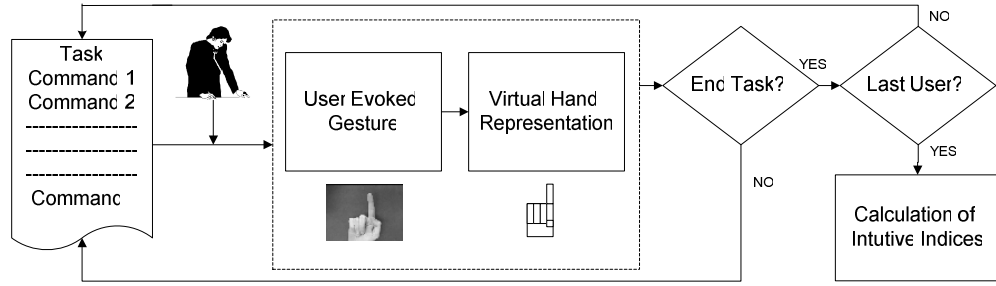 Task
Command 1
Command 2
--------------------
--------------------
--------------------
Command
User Evoked
Gesture
Virtual Hand
Representation
End Task?
YES
NO
Last User?
NO
YES
Calculation of
Intutive Indices